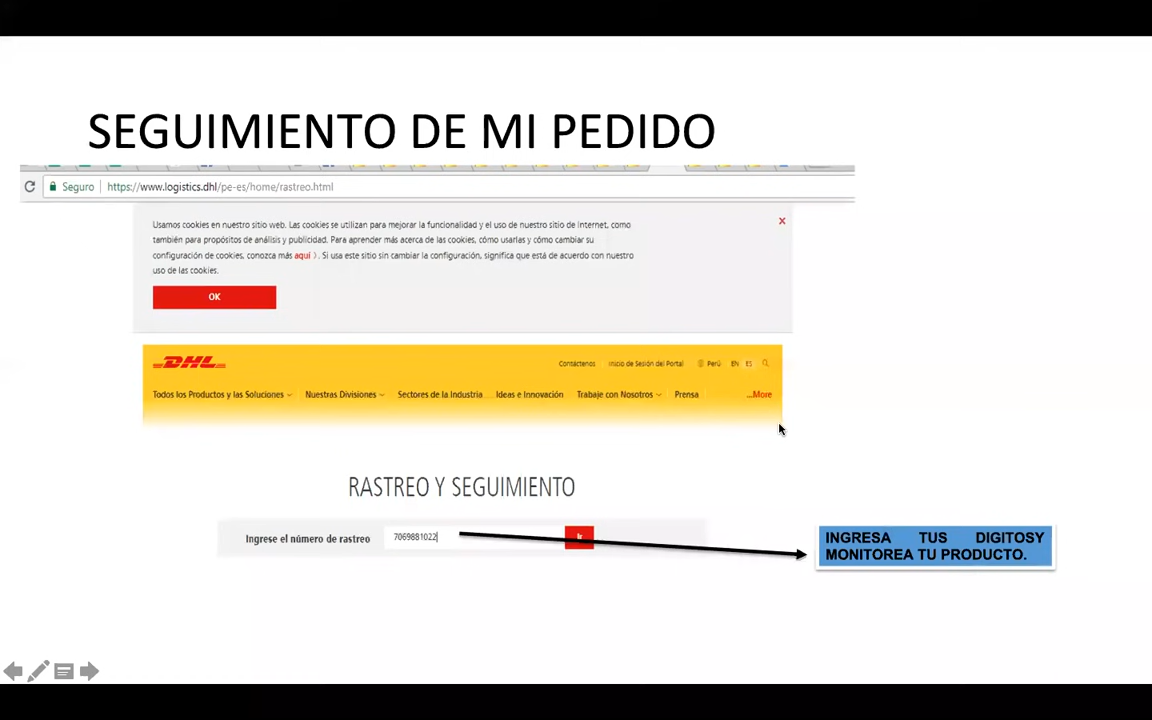 SEGUIMIENTO DE MI PEDIDO
Seguro https://www.logistics.dhl/pe-es/home/rastreo.html
Usamos cookies en nuestro sitio web. Las cookies se utilizan para mejorar la funcionalidad y el uso de nuestro sitio de Internet, como
también para propósitos de análisis y publicidad. Para aprender más acerca de las cookies, cómo usarlas y cómo cambiar su
configuración de cookies, conozca más aquí ). Si usa este sitio sin cambiar la configuración, significa que está de acuerdo con nuestro
uso de las cookies.
OK
DHL Contáctenos Inicio de Sesión del Portal Perú EN ES
Todos los Productos y las Soluciones Nuestras Divisiones Sectores de la Industria Ideas e Innovación Trabaje con Nosotros Prensa ...More
RASTREO Y SEGUIMIENTO
Ingrese el número de rastreo 7069881022 Ir
INGRESA TUS DIGITOSY
MONITOREA TU PRODUCTO.